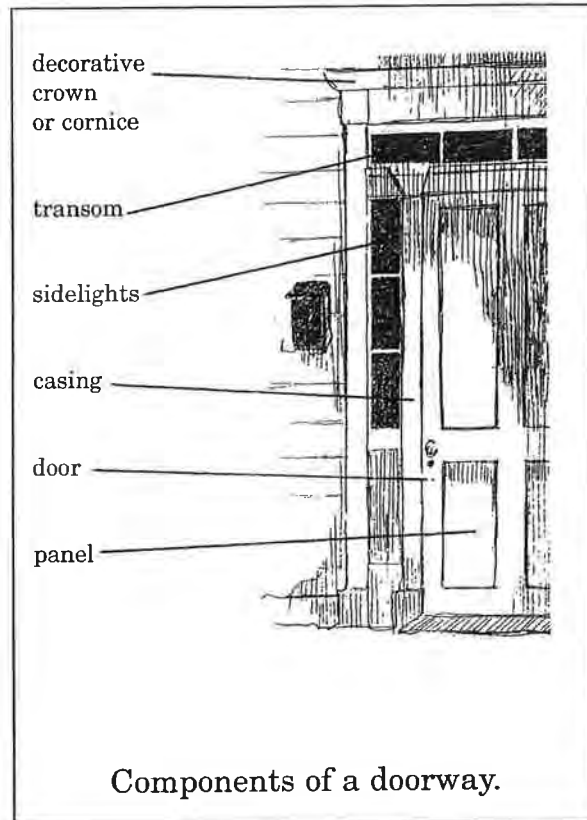 decorative
crown
or cornice
transom
sidelights
casing
door
panel
Components of a doorway.